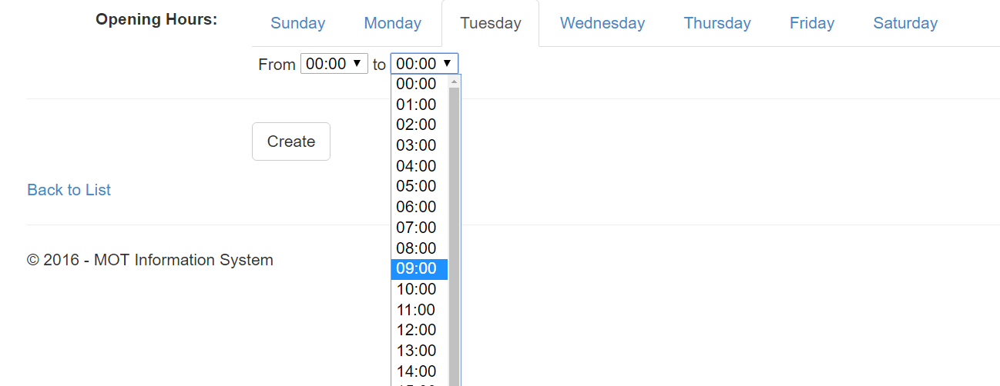 Opening Hours:
Sunday Monday Tuesday Wednesday Thursday Friday Saturday
From 00:00 to 00:00
00:00
01:00
02:00
03:00
04:00
05:00
06:00
07:00
08:00
09:00
10:00
11:00
12:00
13:00
14:00
Create
Back to List
© 2016 - MOT Information System